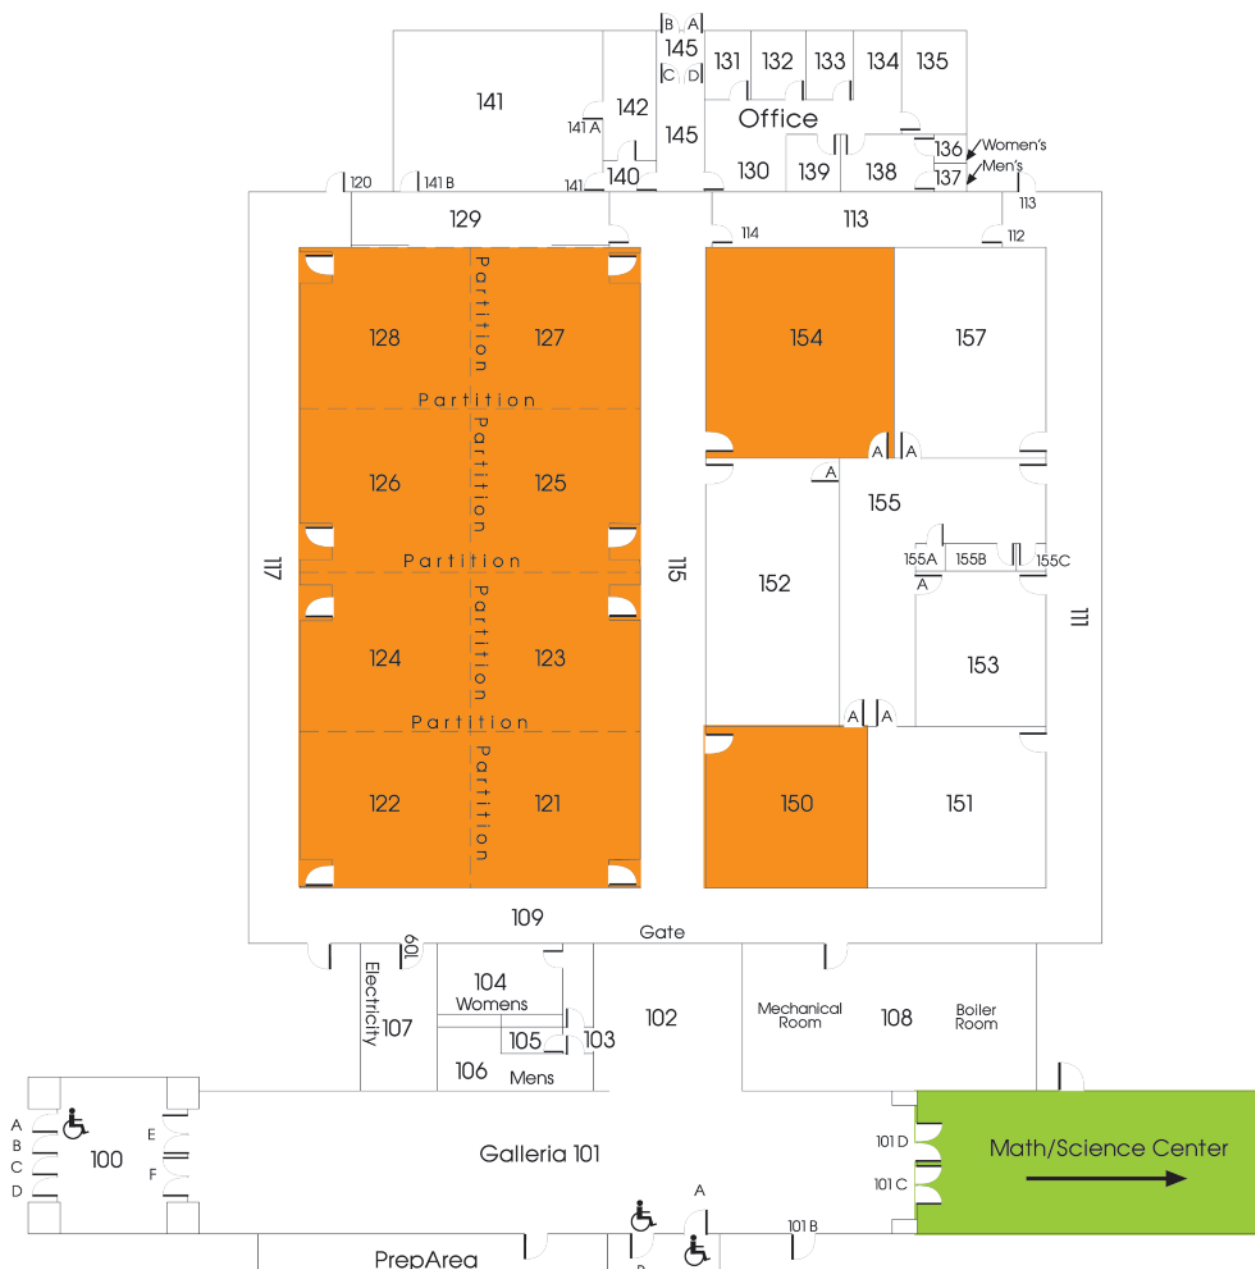 B A
145
131 132 133 134 135
C D
141
142
Office
141 A
145
136 Women's
120
141 B
141 140
130 139 138
137 Men's
113
129
113
114
112
128
Partition
127
154
157
Partition
A A
126
Partition
125
A
155
Partition
155A 155B 155C
117
115
152
A
111
124
Partition
123
153
Partition
A A
122
Partition
121
150
151
109
Gate
109
Electricity
107
104
Womens
105
103
106
Mens
102
Mechanical
Room
108
Boiler
Room
A
B
C
D
100
E
F
Galleria 101
101 D
101 C
Math/Science Center
A
101 B
PrepArea